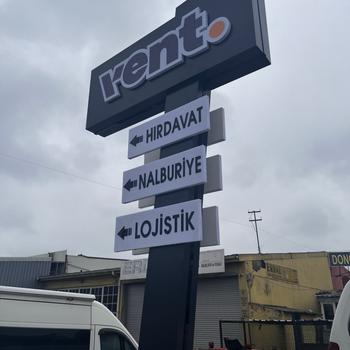 rent.
HIRDAVAT
NALBURİYE
LOJİSTİK